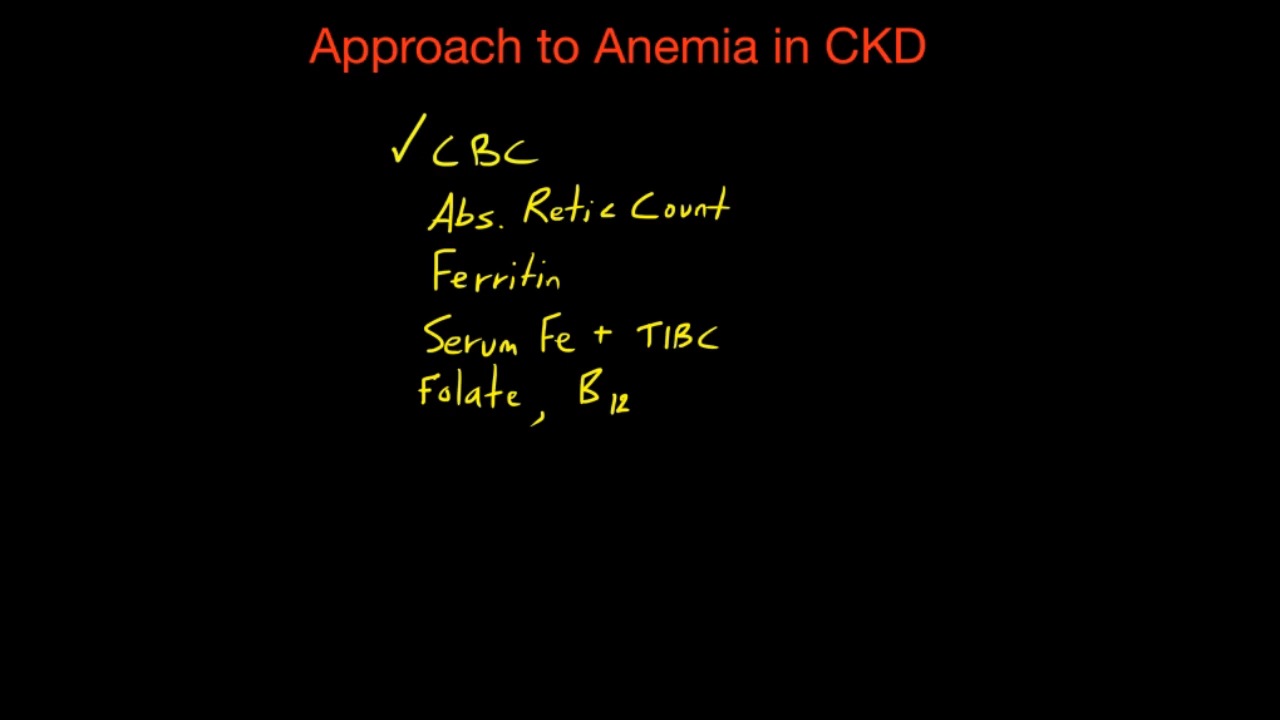 Approach to Anemia in CKD
✓ CBC
Abs. Retic Count
Ferritin
Serum Fe + TIBC
Folate, B12